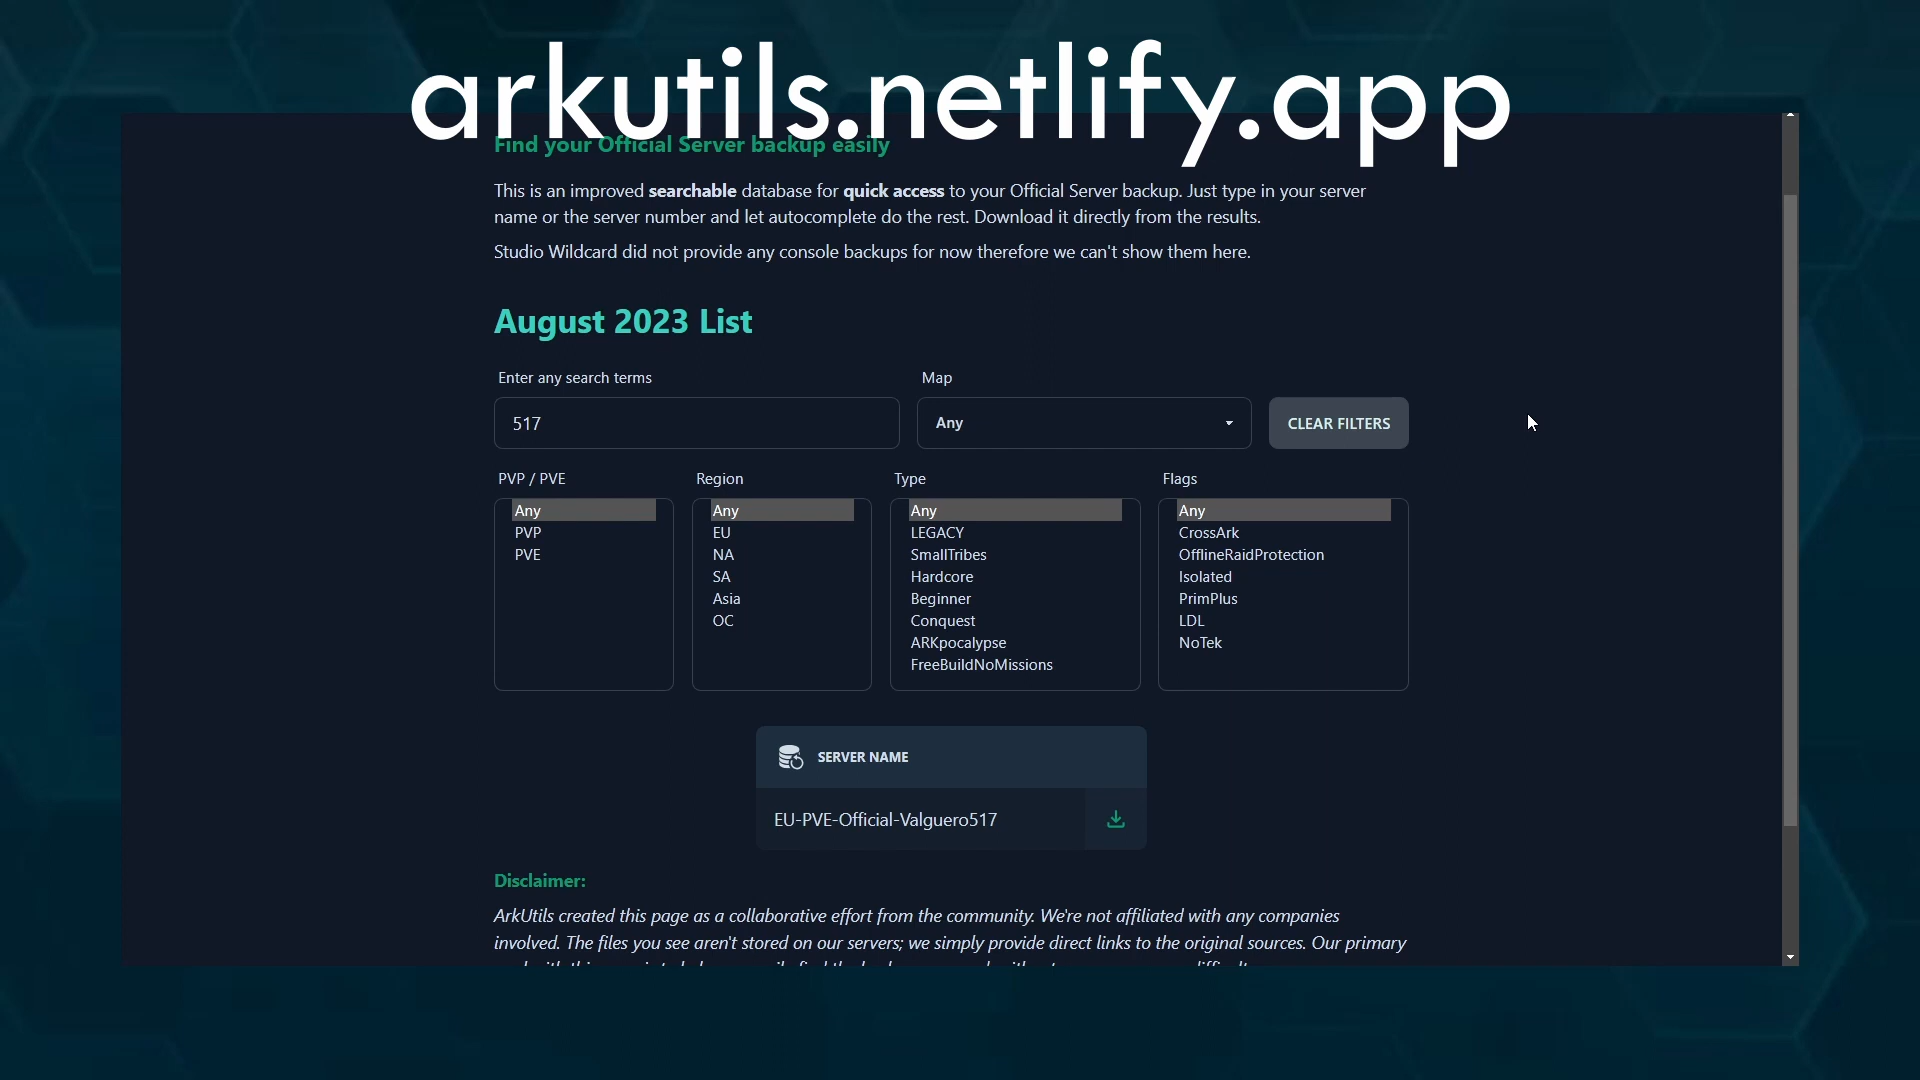 arkutils.netlify.app
Find your Official Server backup easily
This is an improved searchable database for quick access to your Official Server backup. Just type in your server
name or the server number and let autocomplete do the rest. Download it directly from the results.
Studio Wildcard did not provide any console backups for now therefore we can't show them here.
August 2023 List
Enter any search terms
Map
517
Any
CLEAR FILTERS
PVP / PVE
Any
PVP
PVE
Region
Any
EU
NA
SA
Asia
OC
Type
Any
LEGACY
SmallTribes
Hardcore
Beginner
Conquest
ARKpocalypse
FreeBuildNoMissions
Flags
Any
CrossArk
OfflineRaidProtection
Isolated
PrimPlus
LDL
NoTek
SERVER NAME
EU-PVE-Official-Valguero517
Disclaimer:
ArkUtils created this page as a collaborative effort from the community. We're not affiliated with any companies
involved. The files you see aren't stored on our servers; we simply provide direct links to the original sources. Our primary